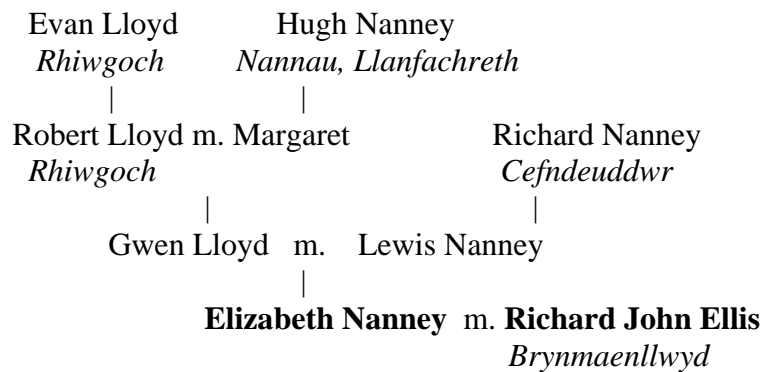 Evan Lloyd Hugh Nanney
Rhiwgoch Nannau, Llanfachreth
| |
Robert Lloyd m. Margaret Richard Nanney
Rhiwgoch Cefndeuddwr
| |
Gwen Lloyd m. Lewis Nanney
|
Elizabeth Nanney m. Richard John Ellis
Brynmaenllwyd